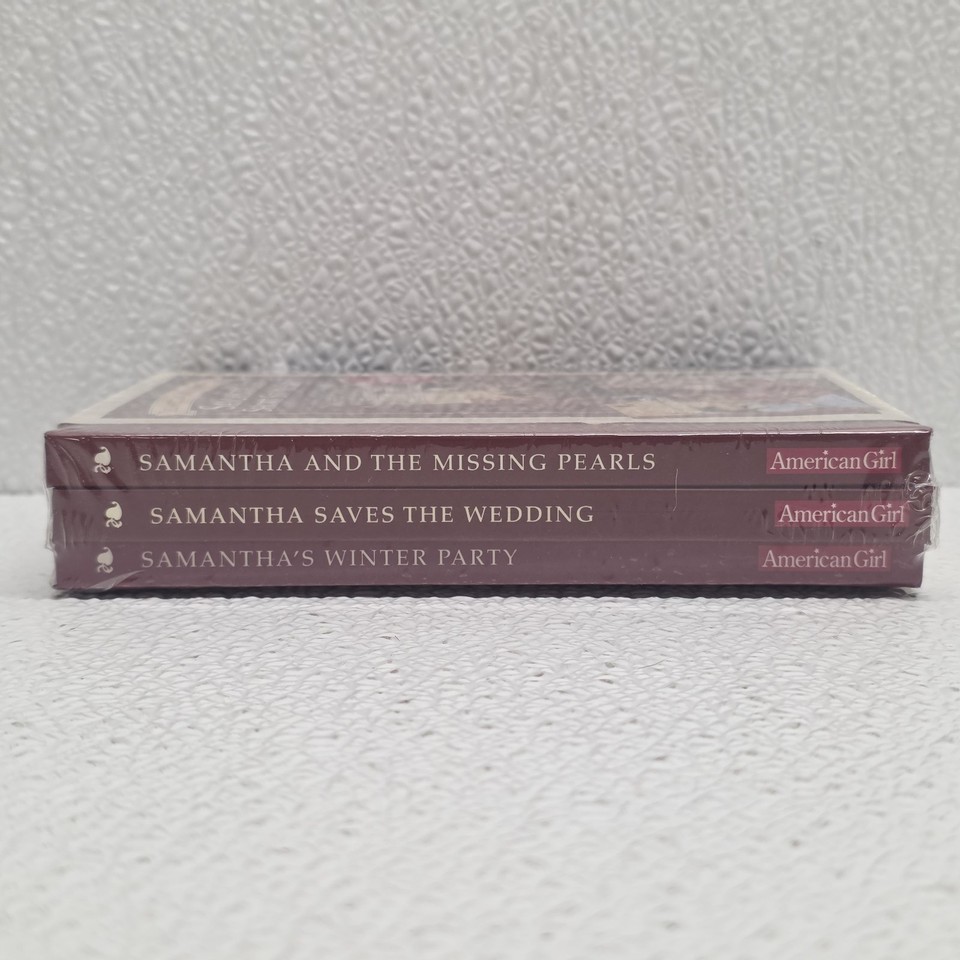 SAMANTHA AND THE MISSING PEARLS American Girl
SAMANTHA SAVES THE WEDDING American Girl
SAMANTHA'S WINTER PARTY American Girl